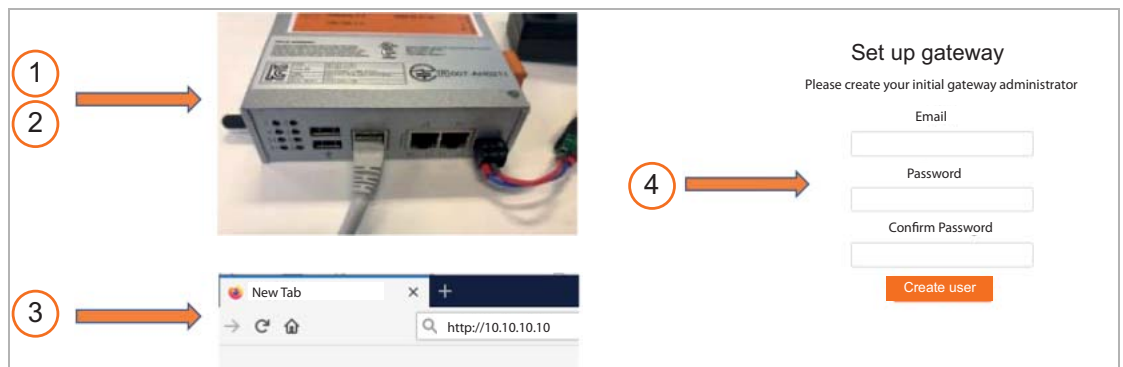 1
2
3
New Tab
http://10.10.10.10
4
Set up gateway
Please create your initial gateway administrator
Email
Password
Confirm Password
Create user